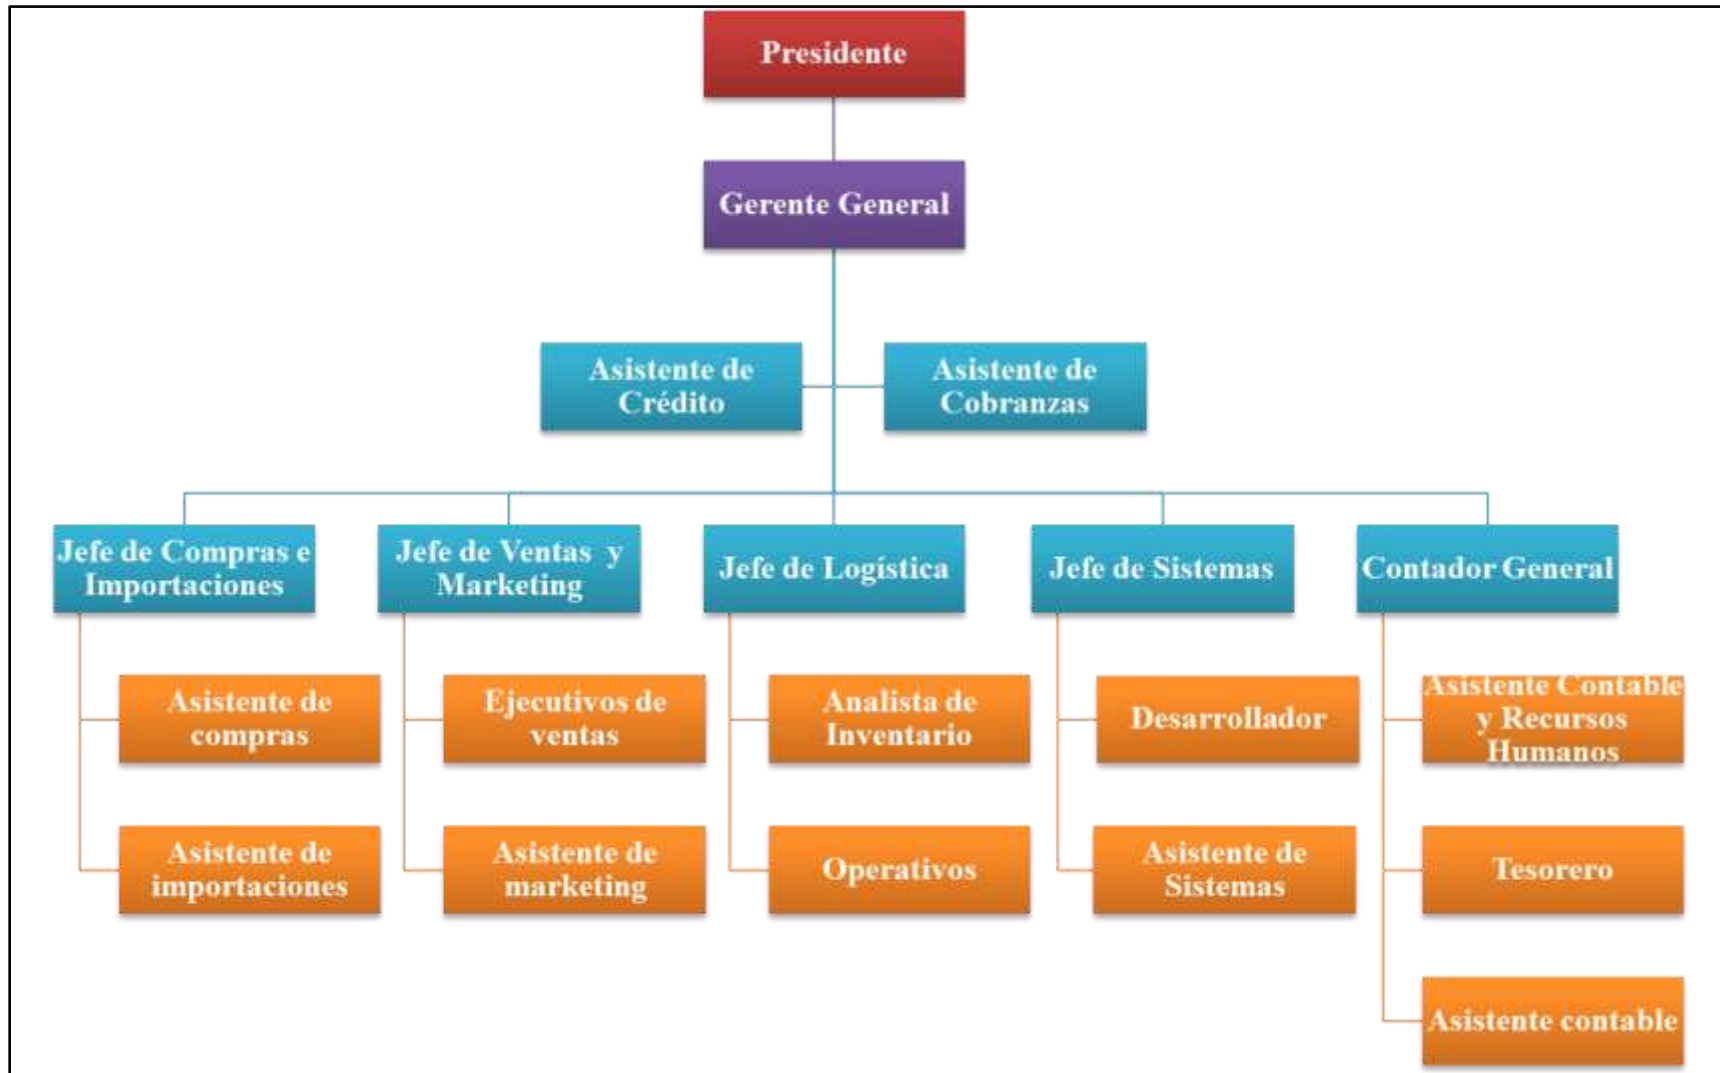 Presidente
Gerente General
Asistente de
Crédito
Asistente de
Cobranzas
Jefe de Compras e
Importaciones
Jefe de Ventas y
Marketing
Jefe de Logística
Jefe de Sistemas
Contador General
Asistente de
compras
Ejecutivos de
ventas
Analista de
Inventario
Desarrollador
Asistente Contable
y Recursos
Humanos
Asistente de
importaciones
Asistente de
marketing
Operativos
Asistente de
Sistemas
Tesorero
Asistente contable